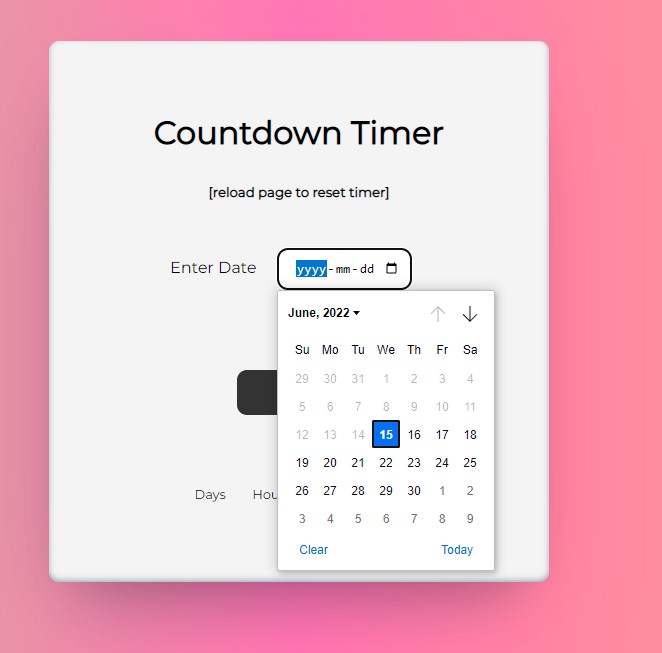 Countdown Timer
[reload page to reset timer]
Enter Date yyyy-mm-dd
June, 2022
Su Mo Tu We Th Fr Sa
29 30 31 1 2 3 4
5 6 7 8 9 10 11
12 13 14 15 16 17 18
19 20 21 22 23 24 25
26 27 28 29 30 1 2
3 4 5 6 7 8 9
Days Hou
Clear Today